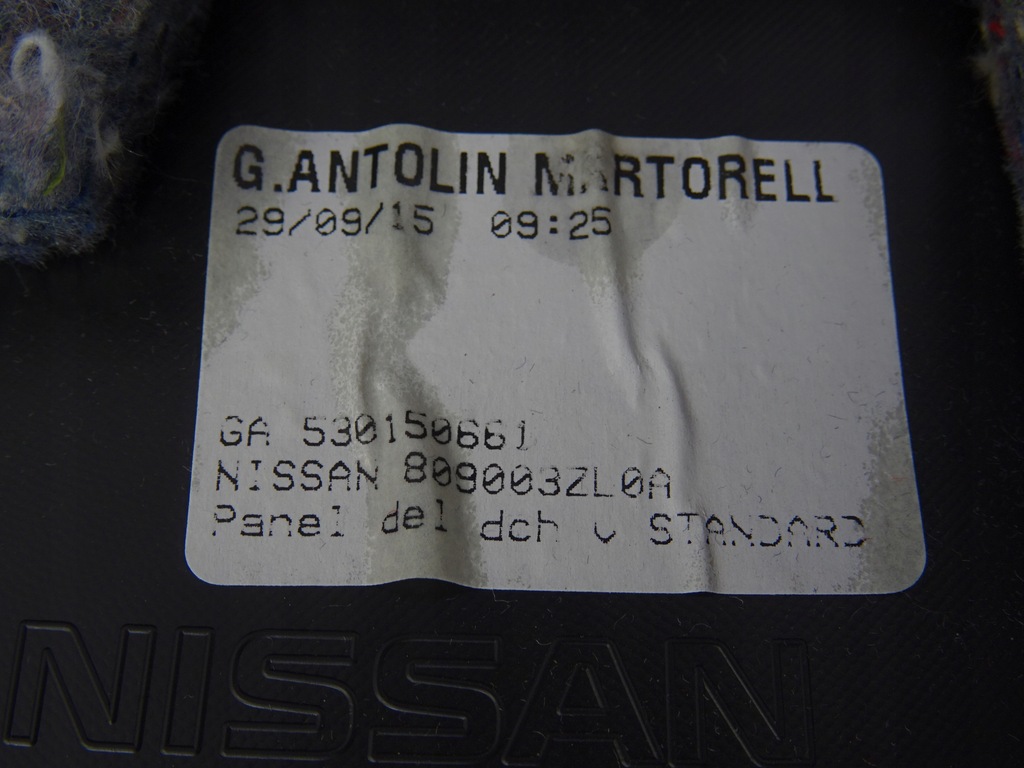 G.ANTOLIN MARTORELL
29/09/15 09:25
GA 530150661
NISSAN 809003ZL0A
Panel del dch v STANDARD
NISSAN